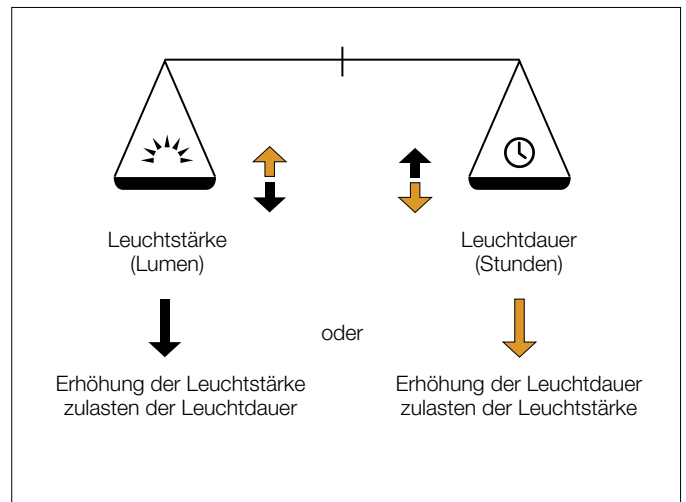 Leuchtstärke
(Lumen)
Leuchtdauer
(Stunden)
oder
Erhöhung der Leuchtstärke
zulasten der Leuchtdauer
Erhöhung der Leuchtdauer
zulasten der Leuchtstärke